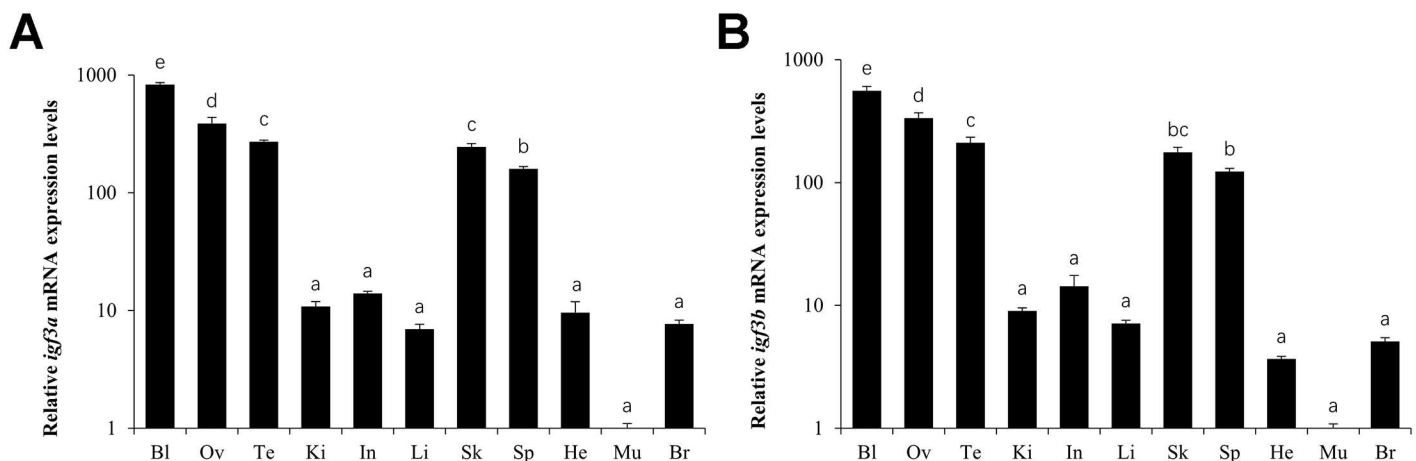 A
Relative igf3a mRNA expression levels
1000
100
10
1
e
d
c
a
a
a
c
b
a
a
a
Bl Ov Te Ki In Li Sk Sp He Mu Br
B
Relative igf3b mRNA expression levels
1000
100
10
1
e
d
c
a
a
a
bc
b
a
a
a
Bl Ov Te Ki In Li Sk Sp He Mu Br